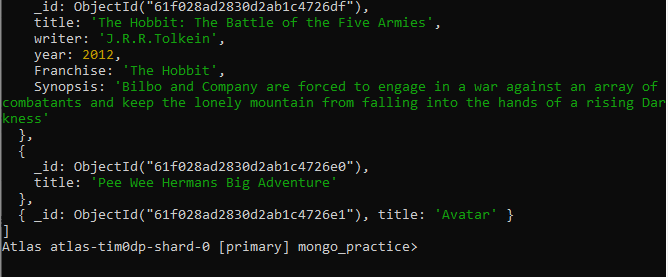 _id: ObjectId("61f028ad2830d2ab1c4726df"),
title: 'The Hobbit: The Battle of the Five Armies',
writer: 'J.R.R.Tolkein',
year: 2012,
Franchise: 'The Hobbit',
Synopsis: 'Bilbo and Company are forced to engage in a war against an array of
combatants and keep the lonely mountain from falling into the hands of a rising Dar
kness'
},
{
_id: ObjectId("61f028ad2830d2ab1c4726e0"),
title: 'Pee Wee Hermans Big Adventure'
},
{ _id: ObjectId("61f028ad2830d2ab1c4726e1"), title: 'Avatar' }
]
Atlas atlas-tim0dp-shard-0 [primary] mongo_practice>